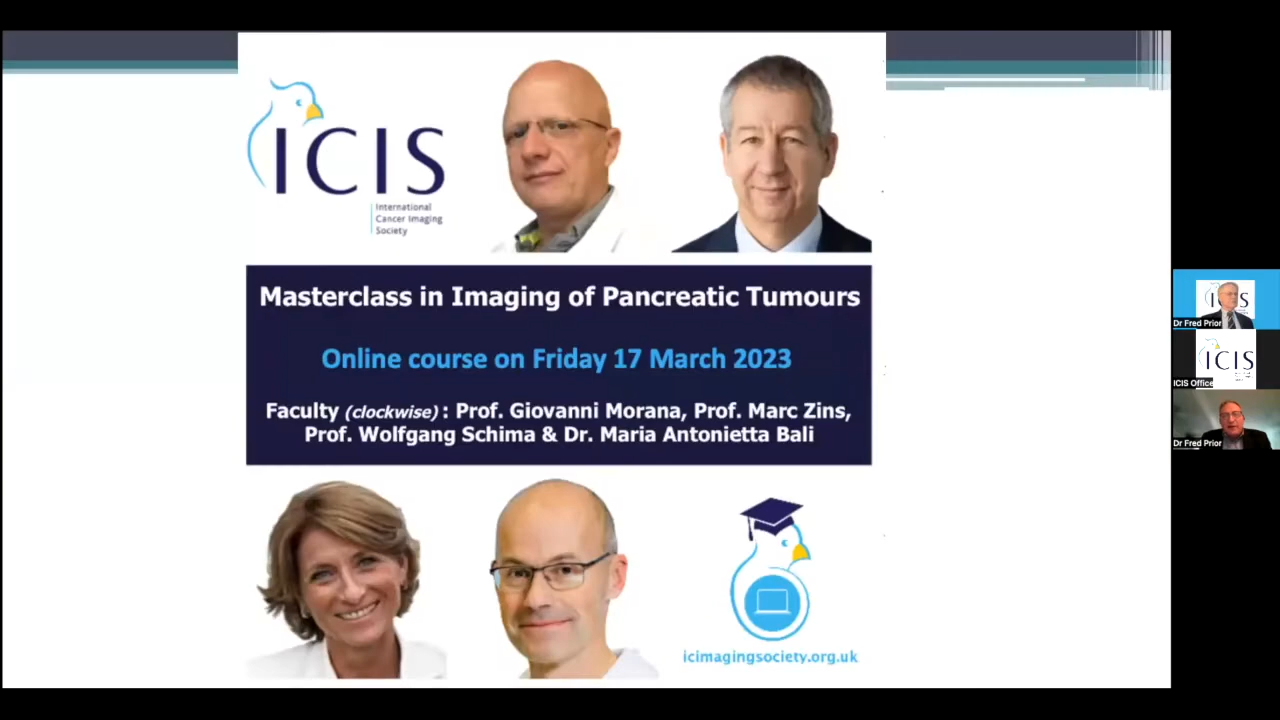 ICIS
International
Cancer Imaging
Society
Masterclass in Imaging of Pancreatic Tumours
Online course on Friday 17 March 2023
Faculty (clockwise) : Prof. Giovanni Morana, Prof. Marc Zins,
Prof. Wolfgang Schima & Dr. Maria Antonietta Bali
icimagingsociety.org.uk
Dr Fred Prior
ICIS
ICIS Office
Dr Fred Prior